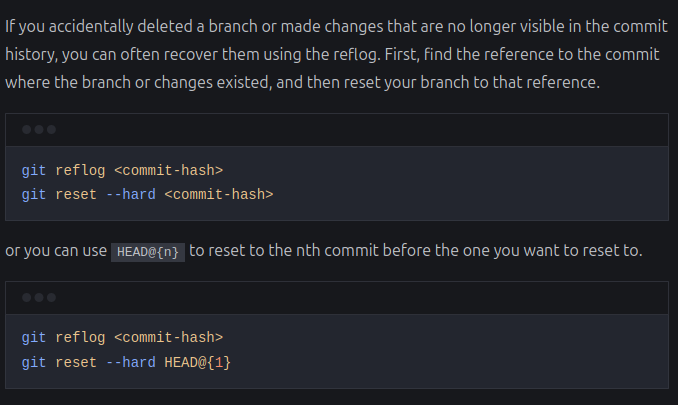 If you accidentally deleted a branch or made changes that are no longer visible in the commit
history, you can often recover them using the reflog. First, find the reference to the commit
where the branch or changes existed, and then reset your branch to that reference.
git reflog <commit-hash>
git reset --hard <commit-hash>
or you can use HEAD@{n} to reset to the nth commit before the one you want to reset to.
git reflog <commit-hash>
git reset --hard HEAD@{1}